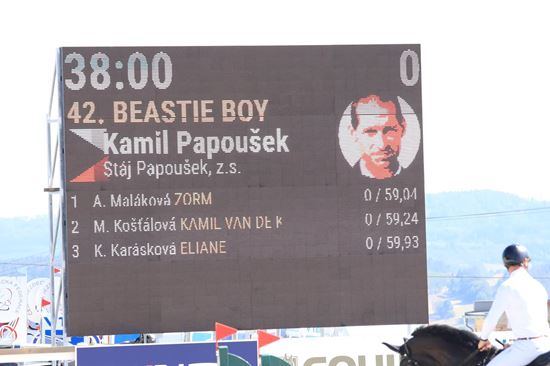 38:00 0
42. BEASTIE BOY
Kamil Papoušek
Stáj Papoušek, z.s.
1 A. Maláková ZORM 0 / 59,04
2 M. Košťálová KAMIL VAN DE K 0 / 59,24
3 K. Karásková ELIANE 0 / 59,93